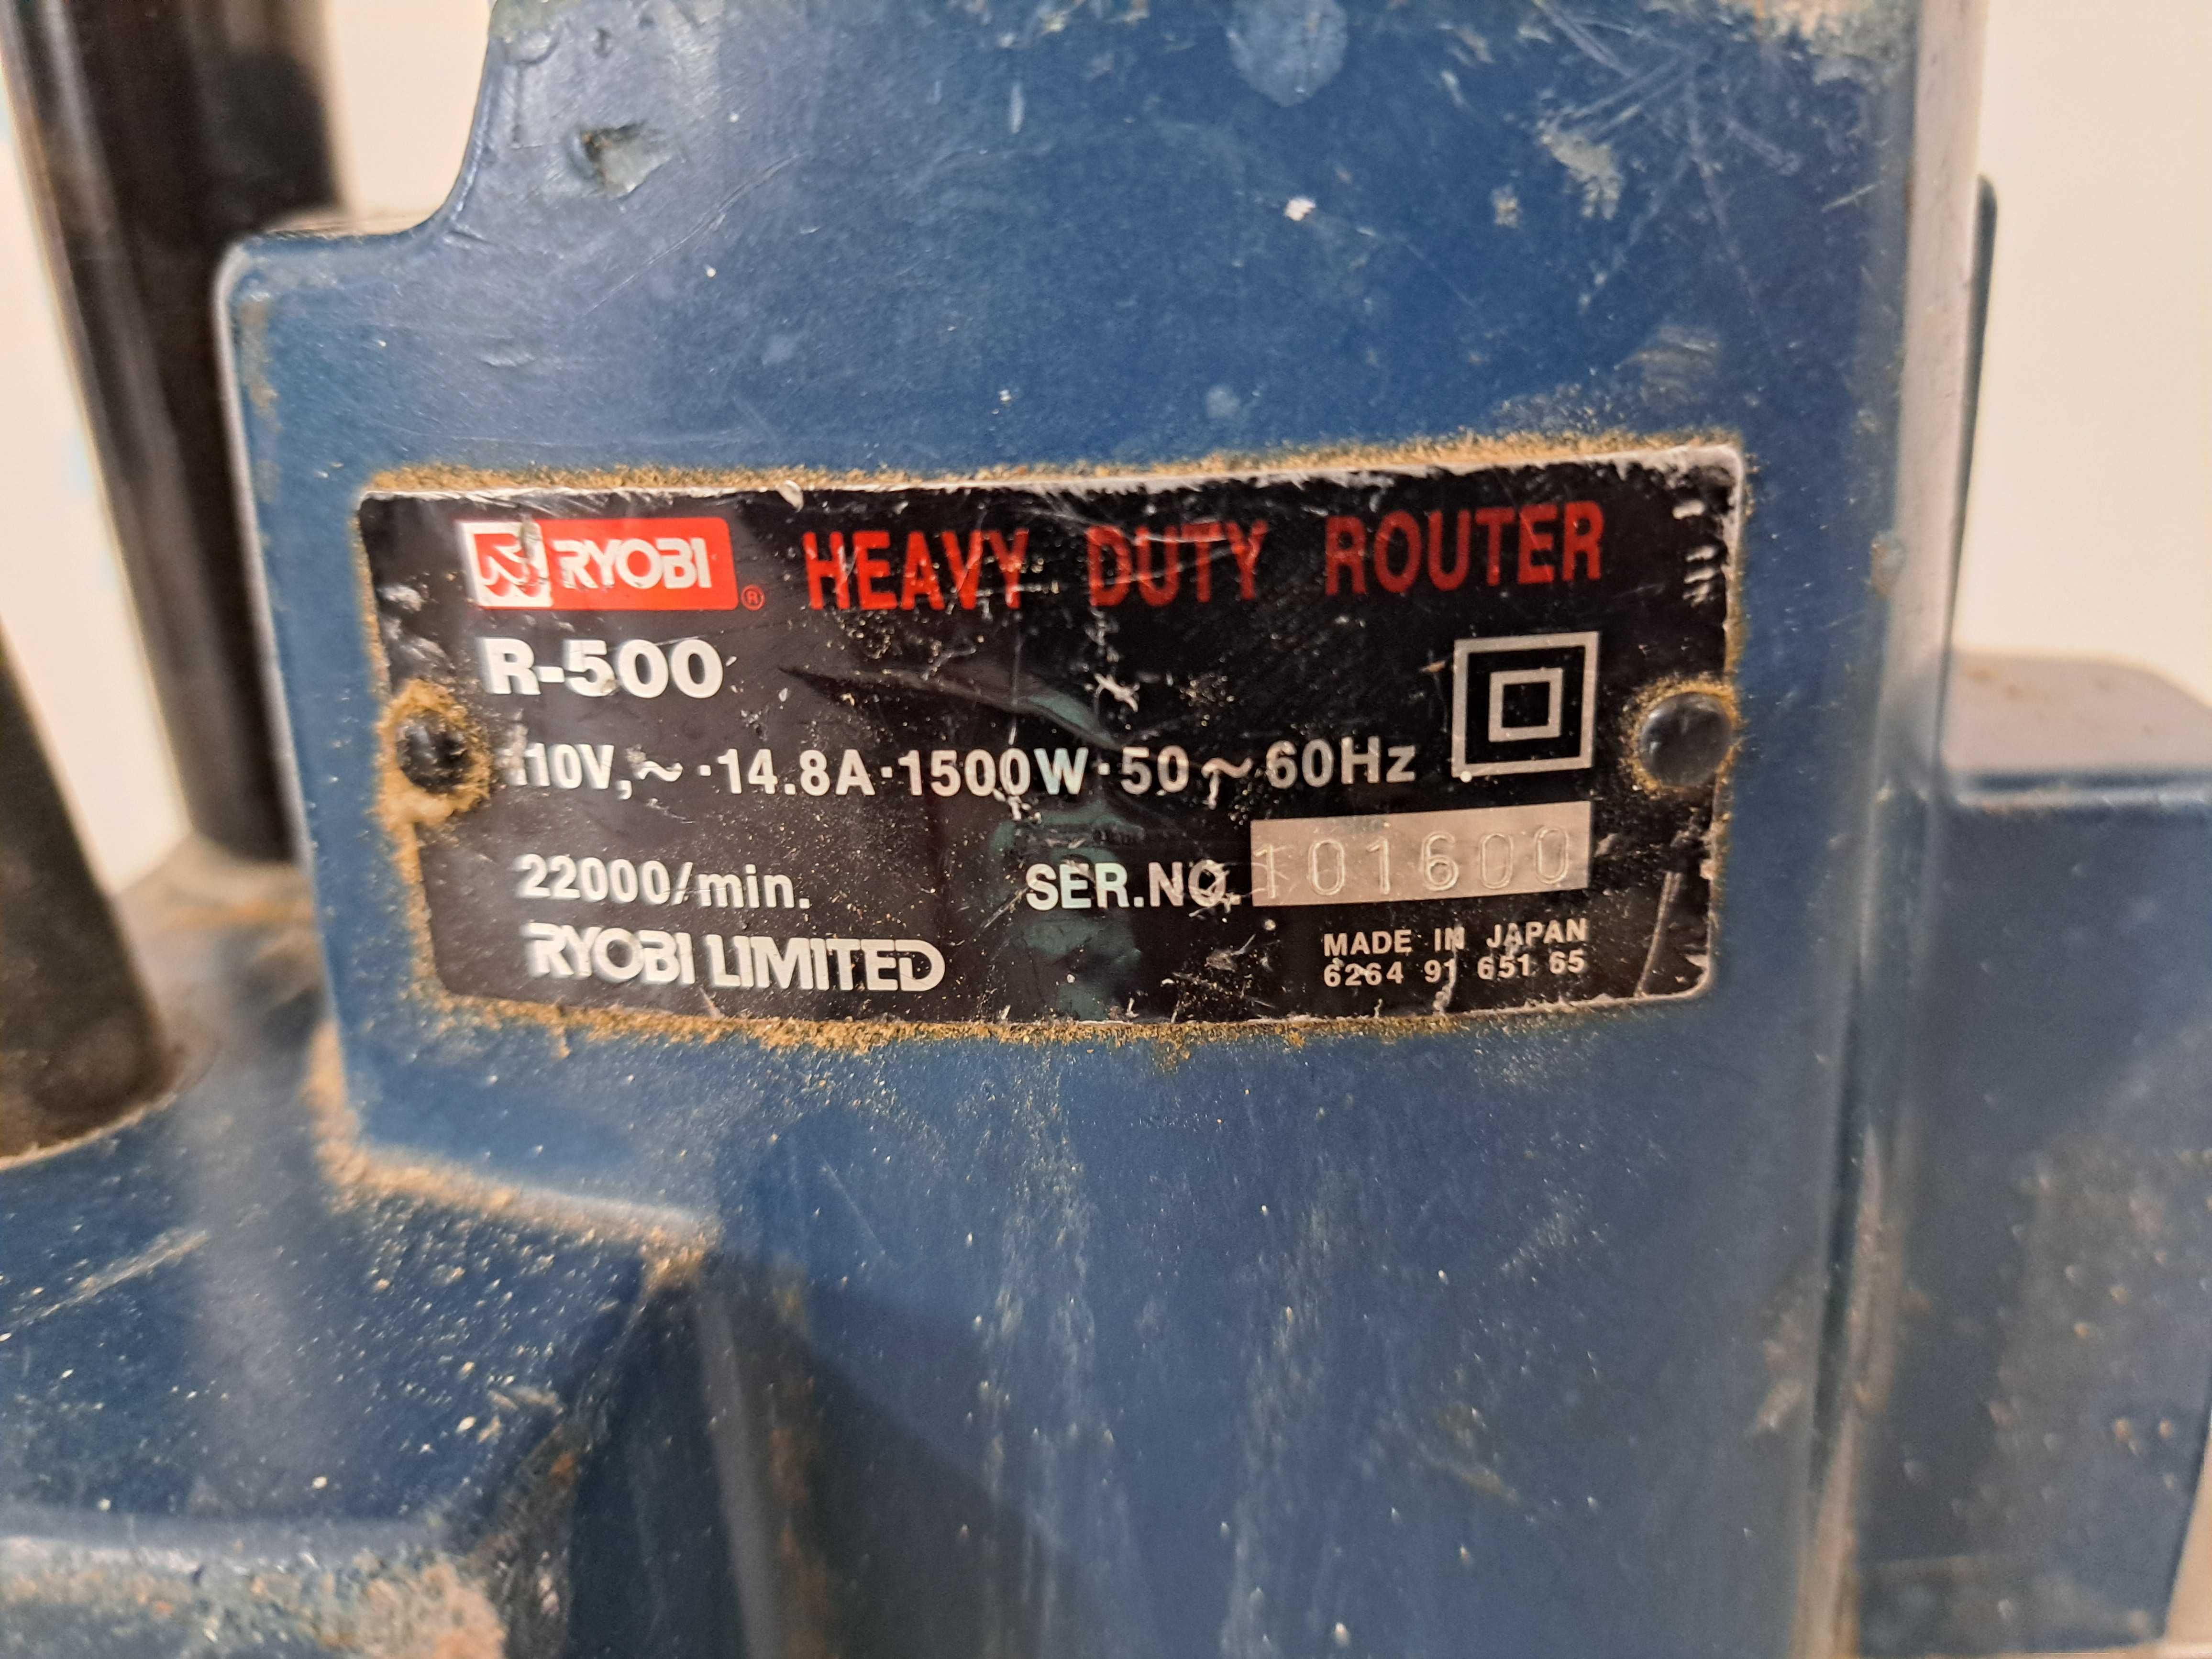 RYOBI ® HEAVY DUTY ROUTER
R-500
110V,~ ·14.8A·1500W·50~60Hz
22000/min. SER.NO. 101600
RYOBI LIMITED
MADE IN JAPAN
6264 91 651 65